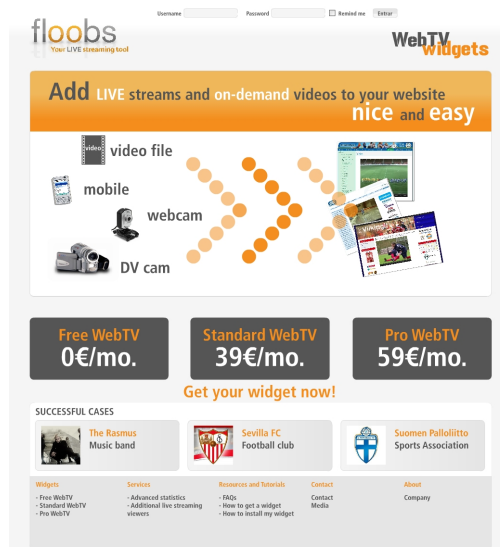 Username Password Remind me Entrar
floobs
Your LIVE streaming tool
WebTV
widgets
Add LIVE streams and on-demand videos to your website
nice and easy
video
video file
mobile
webcam
DV cam
Free WebTV
0€/mo.
Standard WebTV
39€/mo.
Pro WebTV
59€/mo.
Get your widget now!
SUCCESSFUL CASES
The Rasmus
Music band
Sevilla FC
Football club
Suomen Palloliitto
Sports Association
Widgets
- Free WebTV
- Standard WebTV
- Pro WebTV
Services
- Advanced statistics
- Additional live streaming
viewers
Resources and Tutorials
- FAQs
- How to get a widget
- How to install my widget
Contact
Contact
Media
About
Company